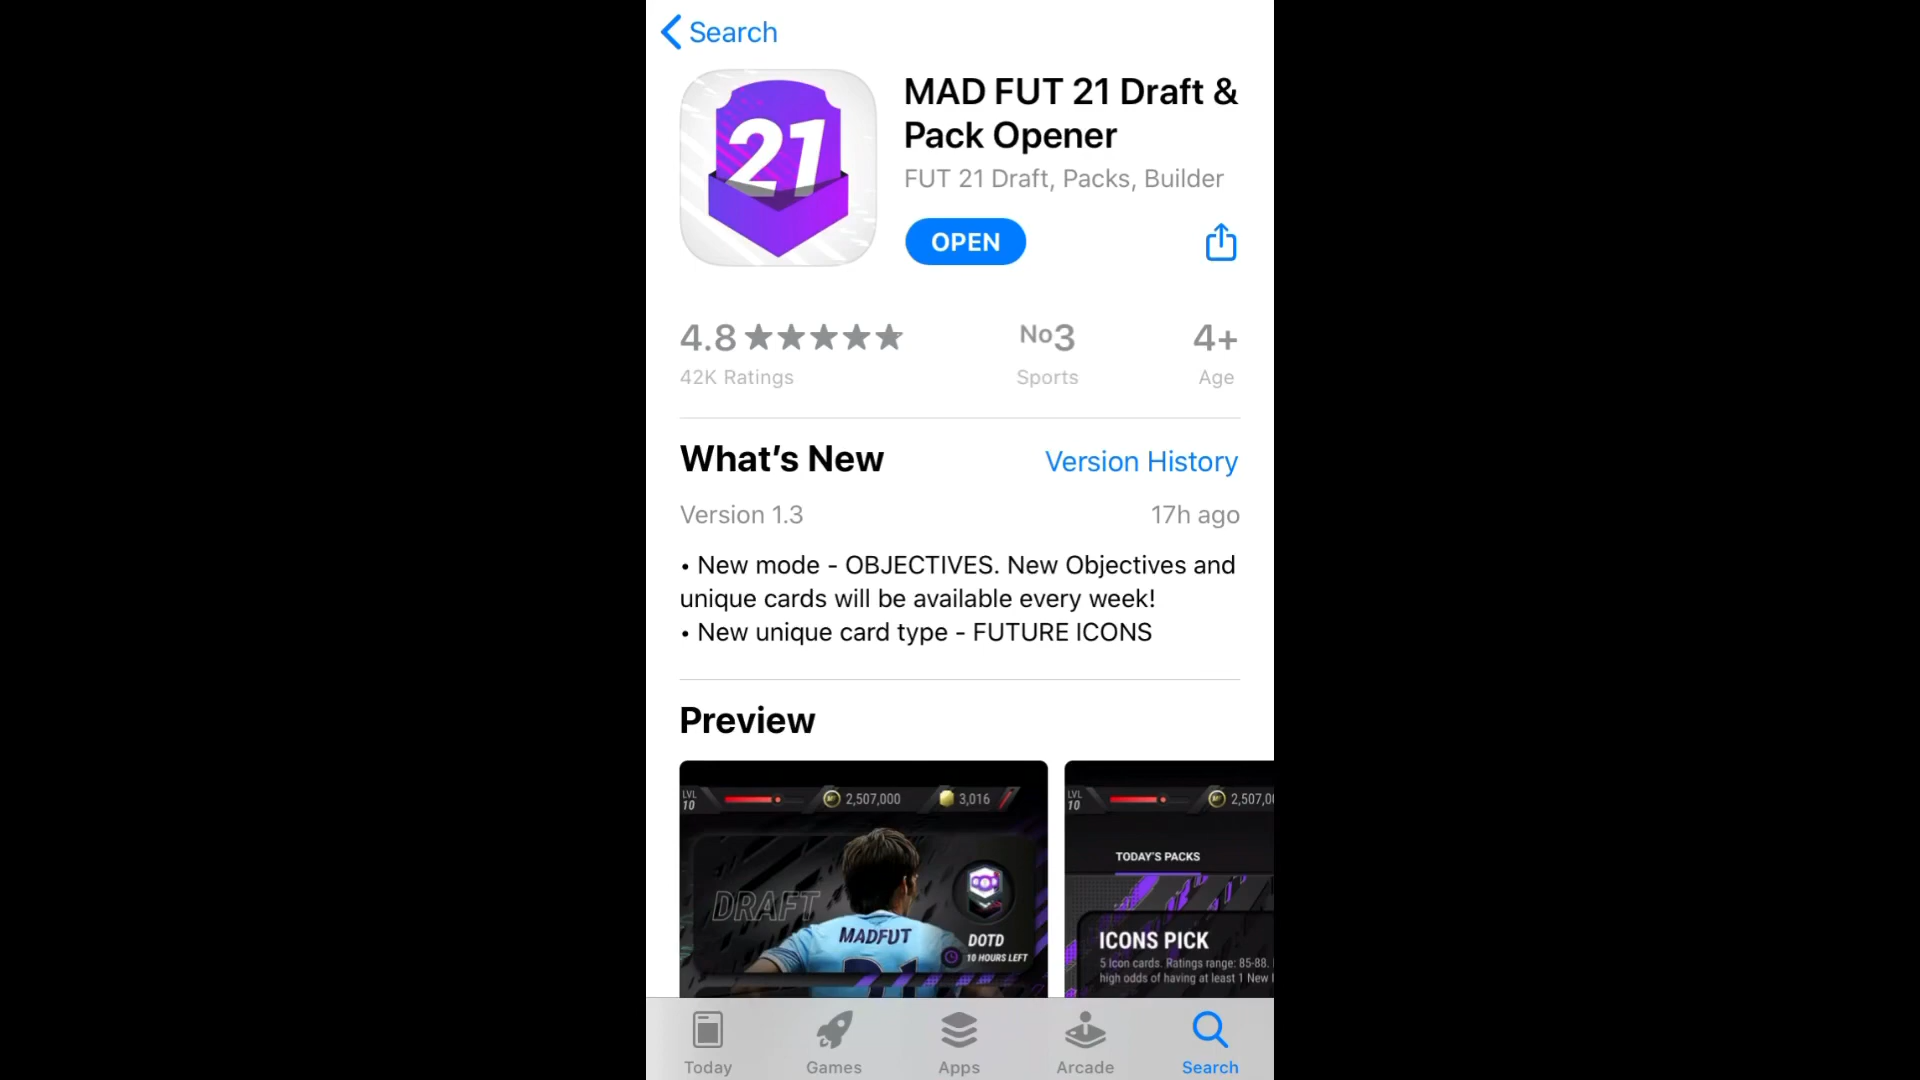 Search
21
MAD FUT 21 Draft &
Pack Opener
FUT 21 Draft, Packs, Builder
OPEN
4.8
No3
4+
42K Ratings
Sports
Age
What's New
Version History
Version 1.3
17h ago
• New mode - OBJECTIVES. New Objectives and
unique cards will be available every week!
• New unique card type - FUTURE ICONS
Preview
LVL
10
2,507,000
3,016
DRAFT
MADFUT
21
DOTD
10 HOURS LEFT
LVL
10
2,507,0
TODAY'S PACKS
ICONS PICK
5 Icon cards. Ratings range: 85-88.
high odds of having at least 1 New
Today
Games
Apps
Arcade
Search